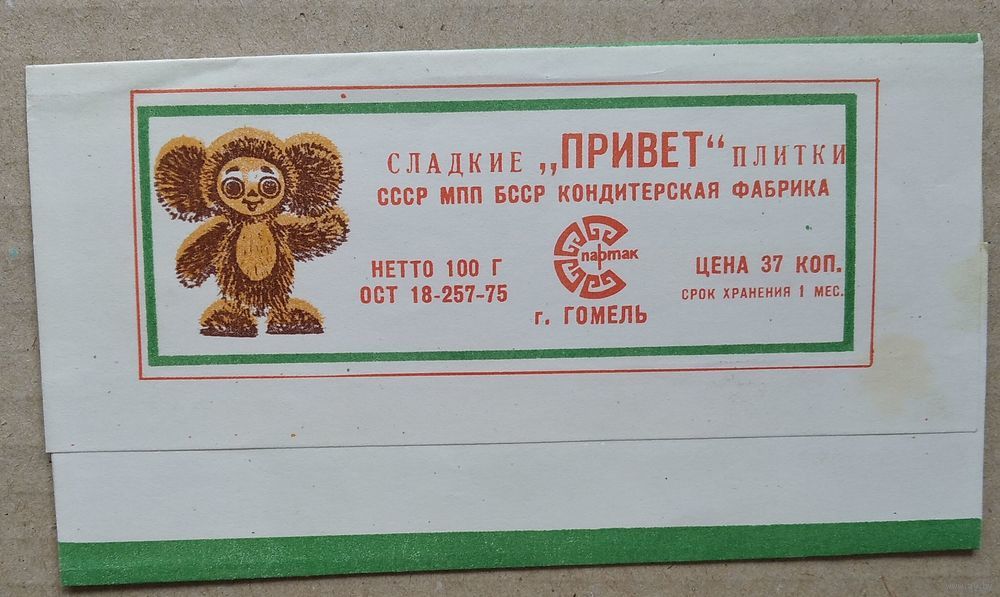 СЛАДКИЕ „ПРИВЕТ“ ПЛИТКИ
СССР МПП БССР КОНДИТЕРСКАЯ ФАБРИКА
Спартак
НЕТТО 100 Г
ОСТ 18-257-75
ЦЕНА 37 КОП.
СРОК ХРАНЕНИЯ 1 МЕС.
г. ГОМЕЛЬ